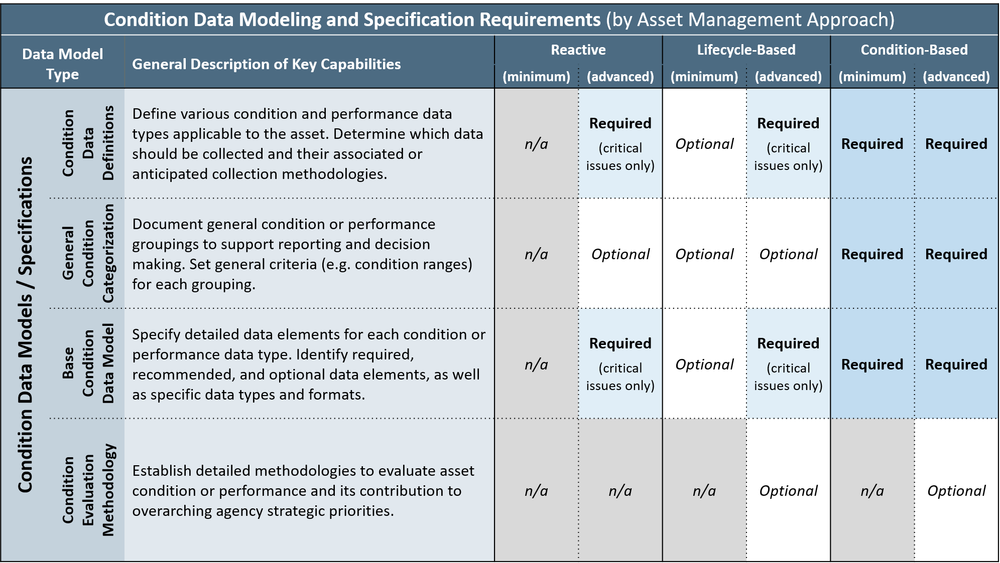 Condition Data Modeling and Specification Requirements (by Asset Management Approach)
Data Model
Type
General Description of Key Capabilities
Reactive
Lifecycle-Based
Condition-Based
(minimum)
(advanced)
(minimum)
(advanced)
(minimum)
(advanced)
Condition Data Models / Specifications
Condition
Data
Definitions
Define various condition and performance data
types applicable to the asset. Determine which data
should be collected and their associated or
anticipated collection methodologies.
n/a
Required
(critical
issues only)
Optional
Required
(critical
issues only)
Required
Required
General
Condition
Categorization
Document general condition or performance
groupings to support reporting and decision
making. Set general criteria (e.g. condition ranges)
for each grouping.
n/a
Optional
Optional
Optional
Required
Required
Base
Condition
Data Model
Specify detailed data elements for each condition or
performance data type. Identify required,
recommended, and optional data elements, as well
as specific data types and formats.
n/a
Required
(critical
issues only)
Optional
Required
(critical
issues only)
Required
Required
Condition
Evaluation
Methodology
Establish detailed methodologies to evaluate asset
condition or performance and its contribution to
overarching agency strategic priorities.
n/a
n/a
n/a
Optional
n/a
Optional